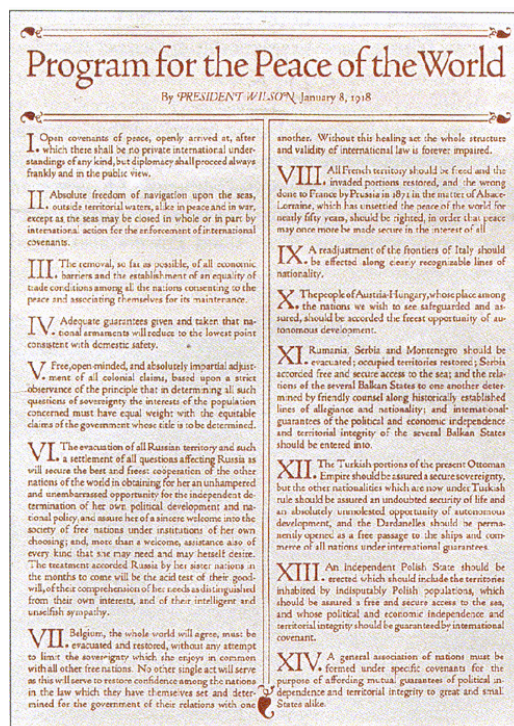 Program for the Peace of the World
By PRESIDENT WILSON January 8, 1918
I. Open covenants of peace, openly arrived at, after
which there shall be no private international under-
standings of any kind, but diplomacy shall proceed always
frankly and in the public view.
II. Absolute freedom of navigation upon the seas,
outside territorial waters, alike in peace and in war,
except as the seas may be closed in whole or in part by
international action for the enforcement of international
covenants.
III. The removal, so far as possible, of all economic
barriers and the establishment of an equality of
trade conditions among all the nations consenting to the
peace and associating themselves for its maintenance.
IV. Adequate guarantees given and taken that na-
tional armaments will reduce to the lowest point
consistent with domestic safety.
V. Free, open-minded, and absolutely impartial adjust-
ment of all colonial claims, based upon a strict
observance of the principle that in determining all such
questions of sovereignty the interests of the population
concerned must have equal weight with the equitable
claims of the government whose title is to be determined.
VI. The evacuation of all Russian territory and such
a settlement of all questions affecting Russia as
will secure the best and freest cooperation of the other
nations of the world in obtaining for her an unhampered
and unembarrassed opportunity for the independent de-
termination of her own political development and na-
tional policy, and assure her of a sincere welcome into the
society of free nations under institutions of her own
choosing; and, more than a welcome, assistance also of
every kind that she may need and may herself desire.
The treatment accorded Russia by her sister nations in
the months to come will be the acid test of their good-
will, of their comprehension of her needs as distinguished
from their own interests, and of their intelligent and
unselfish sympathy.
VII. Belgium, the whole world will agree, must be
evacuated and restored, without any attempt
to limit the sovereignty which she enjoys in common
with all other free nations. No other single act will serve
as this will serve to restore confidence among the nations
in the law which they have themselves set and deter-
mined for the government of their relations with one
another. Without this healing act the whole structure
and validity of international law is forever impaired.
VIII. All French territory should be freed and the
invaded portions restored, and the wrong
done to France by Prussia in 1871 in the matter of Alsace-
Lorraine, which has unsettled the peace of the world for
nearly fifty years, should be righted, in order that peace
may once more be made secure in the interest of all
IX. A readjustment of the frontiers of Italy should
be effected along clearly recognizable lines of
nationality.
X. The people of Austria-Hungary, whose place among
the nations we wish to see safeguarded and as-
sured, should be accorded the freest opportunity of au-
tonomous development.
XI. Rumania, Serbia and Montenegro should be
evacuated; occupied territories restored; Serbia
accorded free and secure access to the sea; and the rela-
tions of the several Balkan States to one another deter-
mined by friendly counsel along historically established
lines of allegiance and nationality; and international
guarantees of the political and economic independence
and territorial integrity of the several Balkan States
should be entered into.
XII. The Turkish portions of the present Ottoman
Empire should be assured a secure sovereignty,
but the other nationalities which are now under Turkish
rule should be assured an undoubted security of life and
an absolutely unmolested opportunity of autonomous
development, and the Dardanelles should be perma-
nently opened as a free passage to the ships and com-
merce of all nations under international guarantees.
XIII. An independent Polish State should be
erected which should include the territories
inhabited by indisputably Polish populations, which
should be assured a free and secure access to the sea,
and whose political and economic independence and
territorial integrity should be guaranteed by international
covenant.
XIV. A general association of nations must be
formed under specific covenants for the
purpose of affording mutual guarantees of political in-
dependence and territorial integrity to great and small
States alike.